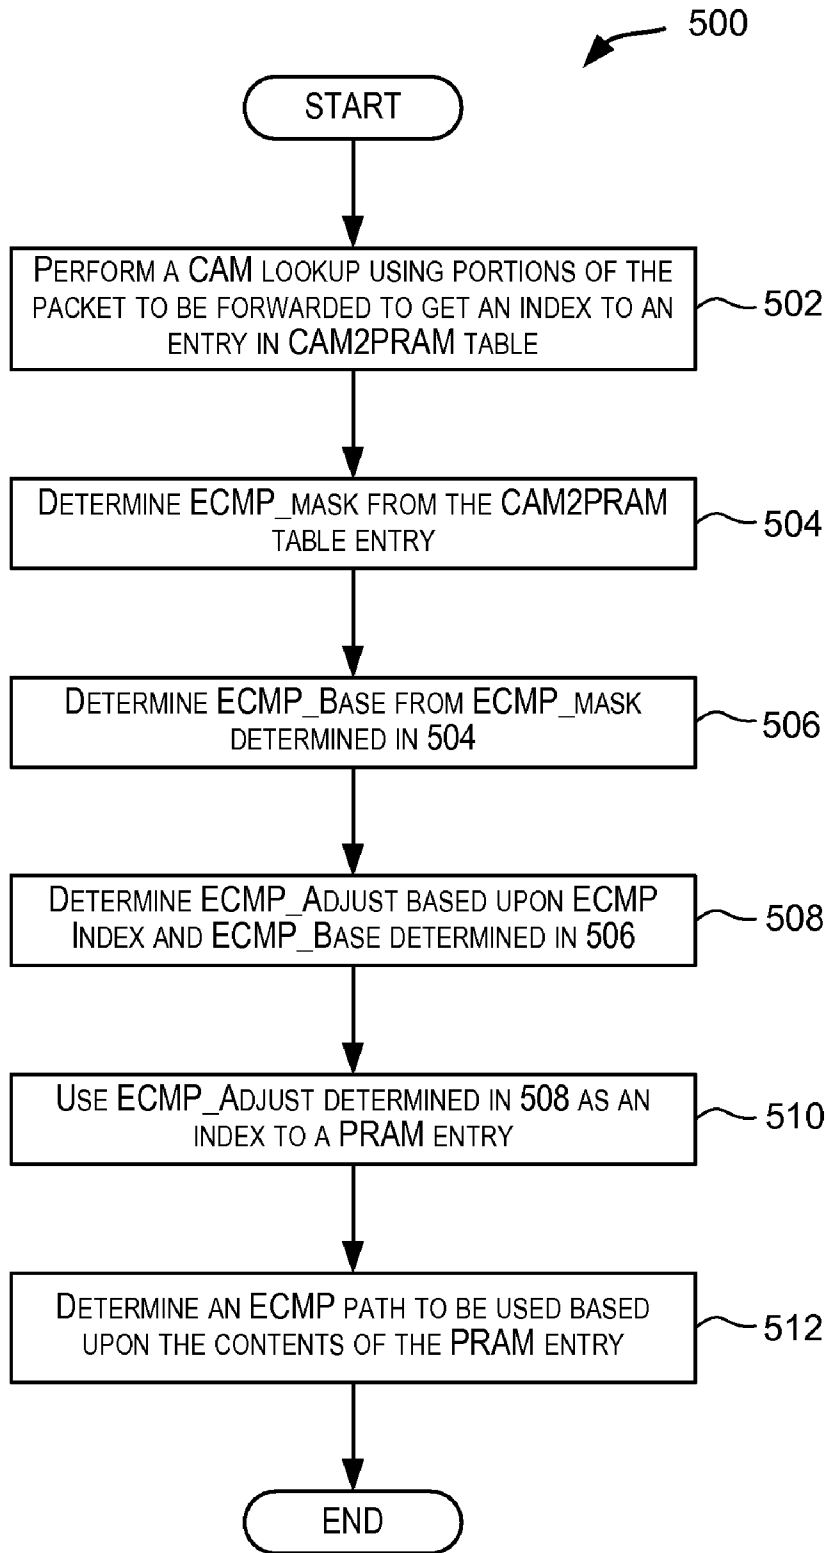 500
START
PERFORM A CAM LOOKUP USING PORTIONS OF THE
PACKET TO BE FORWARDED TO GET AN INDEX TO AN
ENTRY IN CAM2PRAM TABLE
502
DETERMINE ECMP_MASK FROM THE CAM2PRAM
TABLE ENTRY
504
DETERMINE ECMP_BASE FROM ECMP_MASK
DETERMINED IN 504
506
DETERMINE ECMP_ADJUST BASED UPON ECMP
INDEX AND ECMP_BASE DETERMINED IN 506
508
USE ECMP_ADJUST DETERMINED IN 508 AS AN
INDEX TO A PRAM ENTRY
510
DETERMINE AN ECMP PATH TO BE USED BASED
UPON THE CONTENTS OF THE PRAM ENTRY
512
END